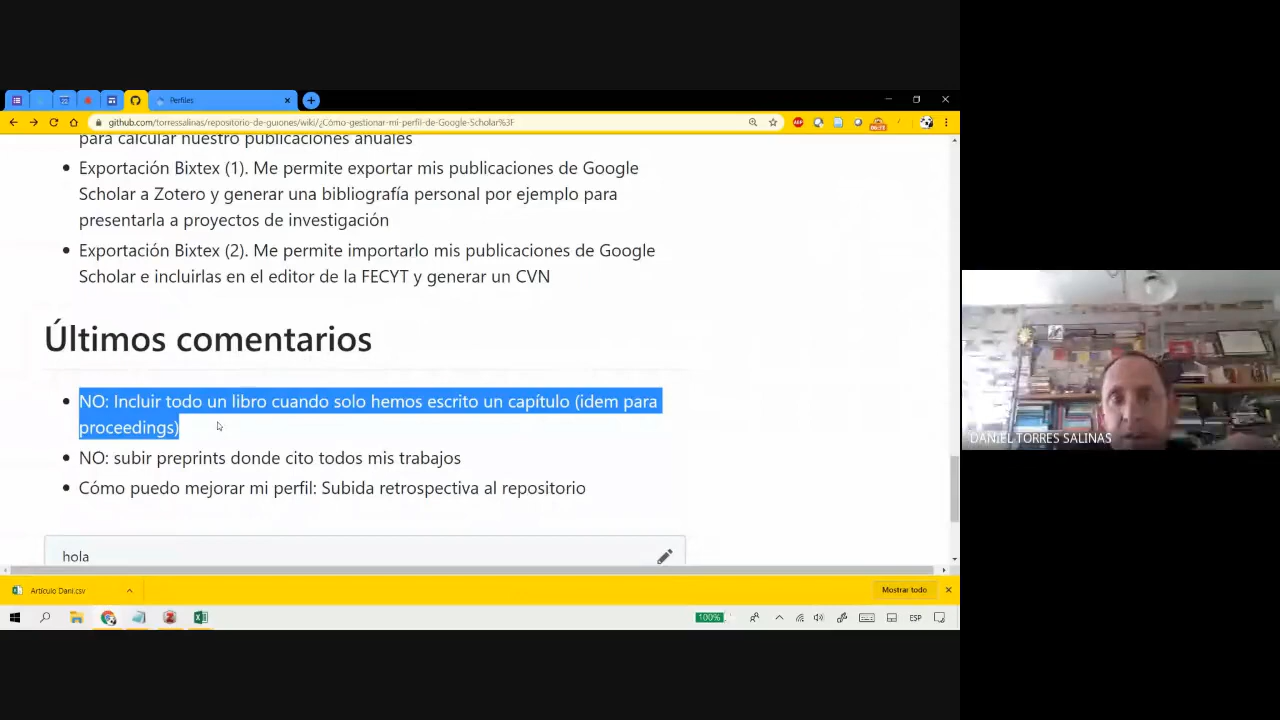 Perfiles
github.com/torressalinas/repositorio-de-guiones/wiki/¿Cómo-gestionar-mi-perfil-de-Google-Scholar%3F
para calcular nuestro publicaciones anuales
Exportación Bixtex (1). Me permite exportar mis publicaciones de Google
Scholar a Zotero y generar una bibliografía personal por ejemplo para
presentarla a proyectos de investigación
Exportación Bixtex (2). Me permite importarlo mis publicaciones de Google
Scholar e incluirlas en el editor de la FECYT y generar un CVN
Últimos comentarios
NO: Incluir todo un libro cuando solo hemos escrito un capítulo (idem para
proceedings)
NO: subir preprints donde cito todos mis trabajos
Cómo puedo mejorar mi perfil: Subida retrospectiva al repositorio
hola
DANIEL TORRES SALINAS
Artículo Dani.csv
Mostrar todo
100%
ESP